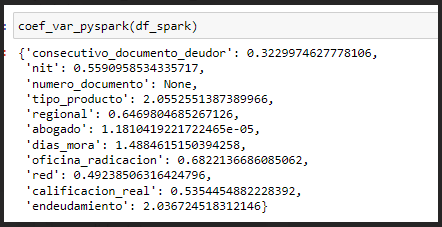 coef_var_pyspark(df_spark)
{'consecutivo_documento_deudor': 0.3229974627778106,
'nit': 0.5590958534335717,
'numero_documento': None,
'tipo_producto': 2.0552551387389966,
'regional': 0.6469804685267126,
'abogado': 1.1810419221722465e-05,
'dias_mora': 1.4884615150394258,
'oficina_radicacion': 0.6822136686085062,
'red': 0.49238506316424796,
'calificacion_real': 0.5354454882228392,
'endeudamiento': 2.036724518312146}